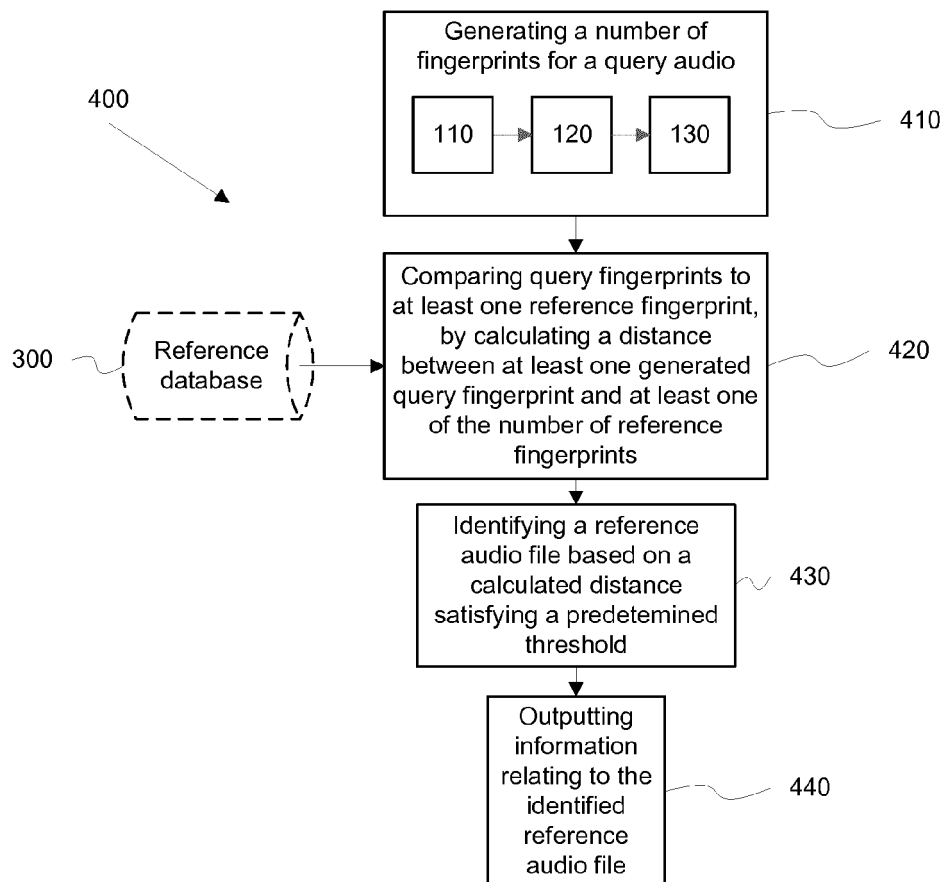 Generating a number of
fingerprints for a query audio
400
110
120
130
410
Comparing query fingerprints to
at least one reference fingerprint,
by calculating a distance
between at least one generated
query fingerprint and at least one
of the number of reference
fingerprints
300
Reference
database
420
Identifying a reference
audio file based on a
calculated distance
satisfying a predetemined
threshold
430
Outputting
information
relating to the
identified
reference
audio file
440